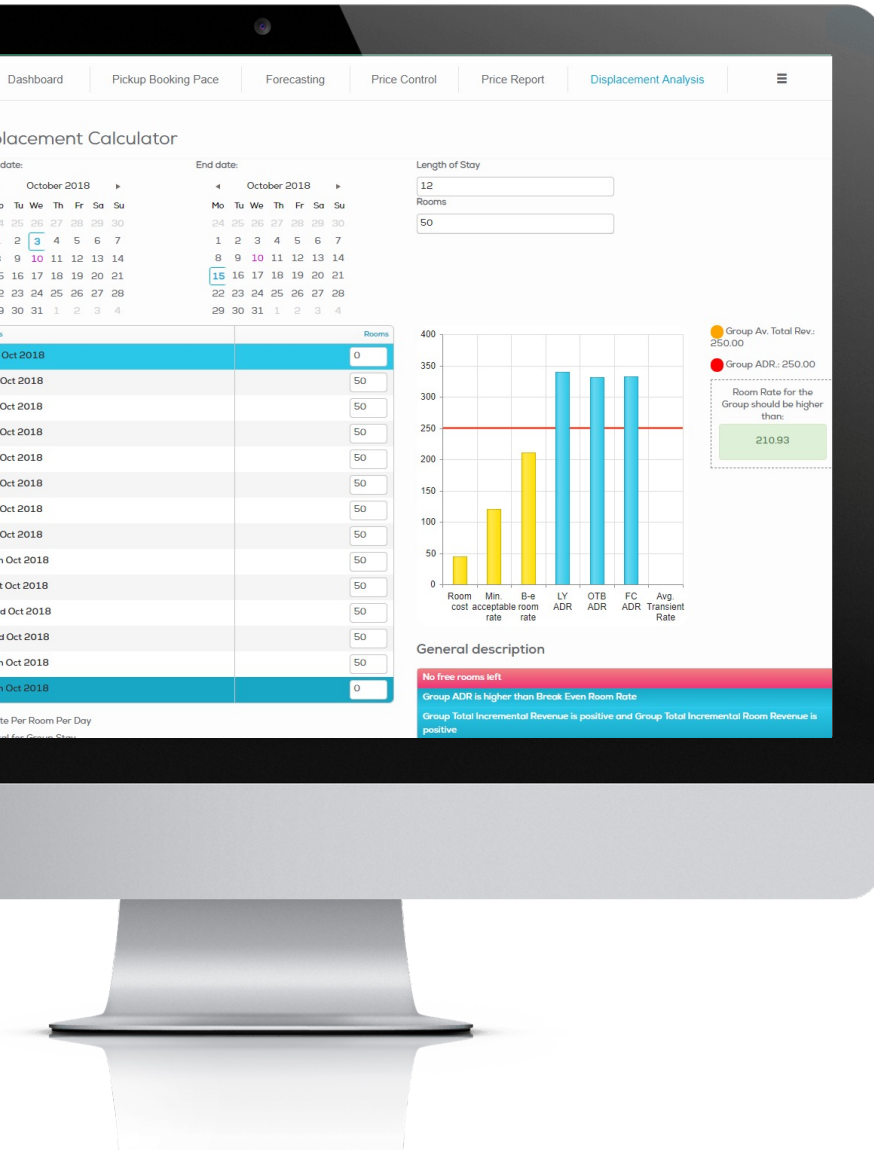 Dashboard
Pickup Booking Pace
Forecasting
Price Control
Price Report
Displacement Analysis
lacement Calculator
date:
October 2018
Tu We Th Fr Sa Su
25 26 27 28 29 30
2 3 4 5 6 7
9 10 11 12 13 14
16 17 18 19 20 21
23 24 25 26 27 28
30 31 1 2 3 4
End date:
October 2018
Mo Tu We Th Fr Sa Su
24 25 26 27 28 29 30
1 2 3 4 5 6 7
8 9 10 11 12 13 14
15 16 17 18 19 20 21
22 23 24 25 26 27 28
29 30 31 1 2 3 4
Length of Stay
12
Rooms
50
Rooms
Oct 2018 0
Oct 2018 50
Oct 2018 50
Oct 2018 50
Oct 2018 50
Oct 2018 50
Oct 2018 50
Oct 2018 50
Oct 2018 50
Oct 2018 50
Oct 2018 50
Oct 2018 50
Oct 2018 50
Oct 2018 0
te Per Room Per Day
400
350
300
250
200
150
100
50
0
Room cost
Min. acceptable rate
B-e room rate
LY ADR
OTB ADR
FC ADR
Avg. Transient Rate
Group Av. Total Rev.:
250.00
Group ADR.: 250.00
Room Rate for the
Group should be higher
than:
210.93
General description
No free rooms left
Group ADR is higher than Break Even Room Rate
Group Total Incremental Revenue is positive and Group Total Incremental Room Revenue is
positive